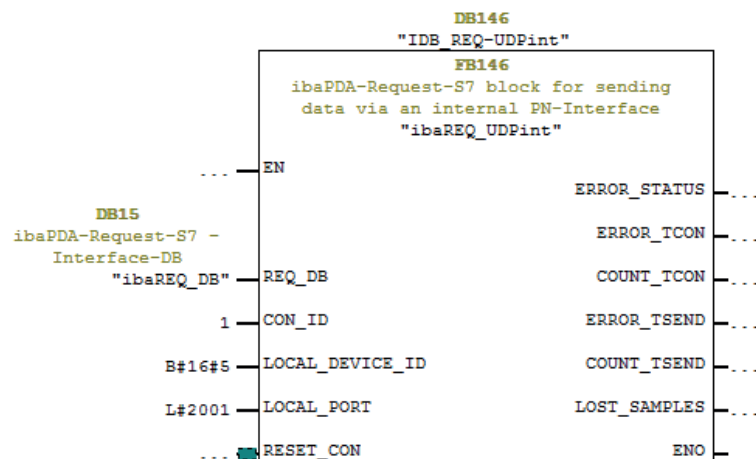 DB146
"IDB_REQ-UDPint"
FB146
ibaPDA-Request-S7 block for sending
data via an internal PN-Interface
"ibaREQ_UDPint"
... EN
ERROR_STATUS ...
DB15
ibaPDA-Request-S7 -
Interface-DB
ERROR_TCON ...
"ibaREQ_DB" REQ_DB
COUNT_TCON ...
1 CON_ID
ERROR_TSEND ...
B#16#5 LOCAL_DEVICE_ID
COUNT_TSEND ...
L#2001 LOCAL_PORT
LOST_SAMPLES ...
... RESET_CON
ENO